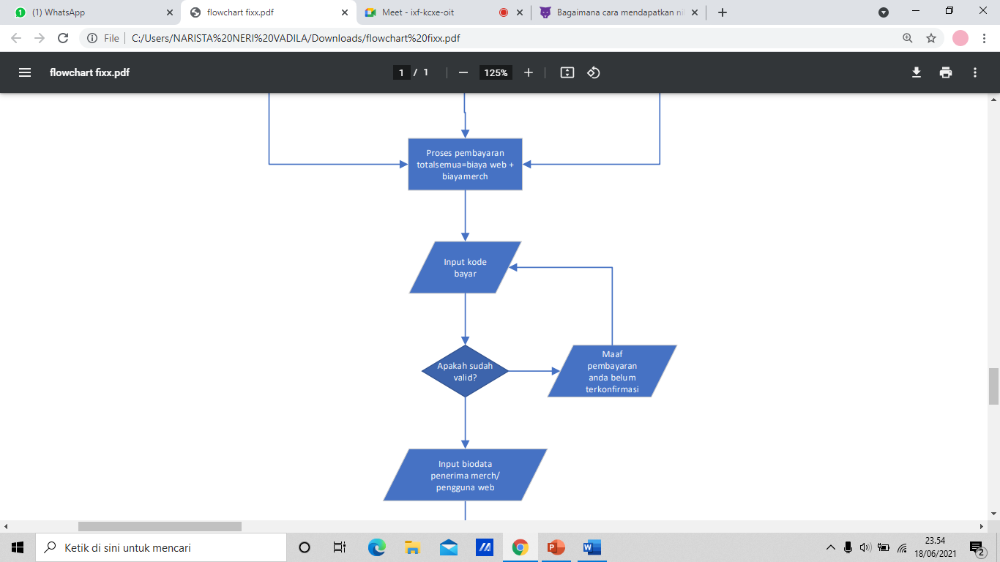 (1) WhatsApp
flowchart fixx.pdf
Meet - ixf-kcxe-oit
Bagaimana cara mendapatkan ni
File
C:/Users/NARISTA%20NERI%20VADILA/Downloads/flowchart%20fixx.pdf
flowchart fixx.pdf
1 / 1
125%
Proses pembayaran
totalsemua=biaya web +
biayamerch
Input kode
bayar
Apakah sudah
valid?
Maaf
pembayaran
anda belum
terkonfirmasi
Input biodata
penerima merch/
pengguna web
Ketik di sini untuk mencari
23.54
18/06/2021
2